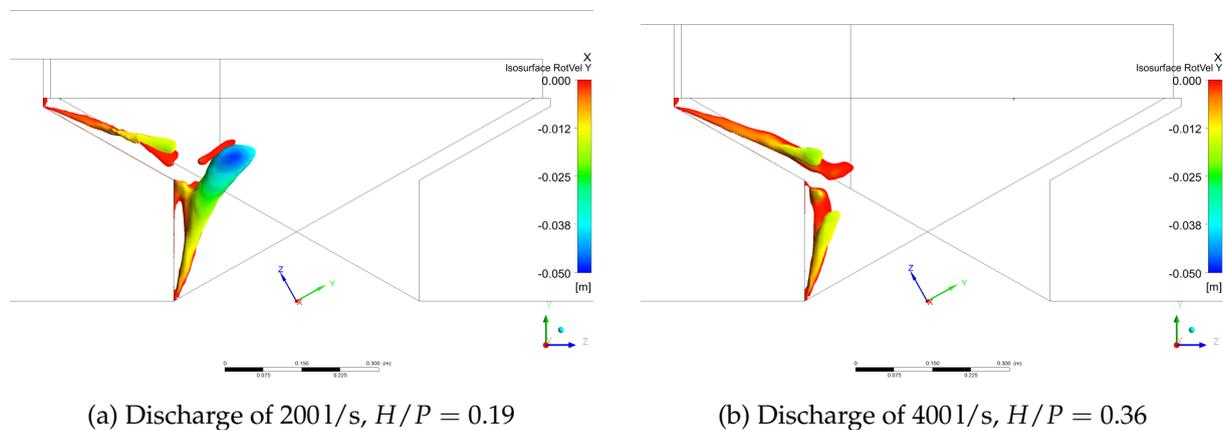 X
Isosurface RotVel Y
0.000
-0.012
-0.025
-0.038
-0.050
[m]
Z
Y
X
Y
Z
0
0.150
0.300 (m)
0.075
0.225
(a) Discharge of 200 l/s, H/P = 0.19
X
Isosurface RotVel Y
0.000
-0.012
-0.025
-0.038
-0.050
[m]
Z
Y
X
Y
Z
0
0.150
0.300 (m)
0.075
0.225
(b) Discharge of 400 l/s, H/P = 0.36